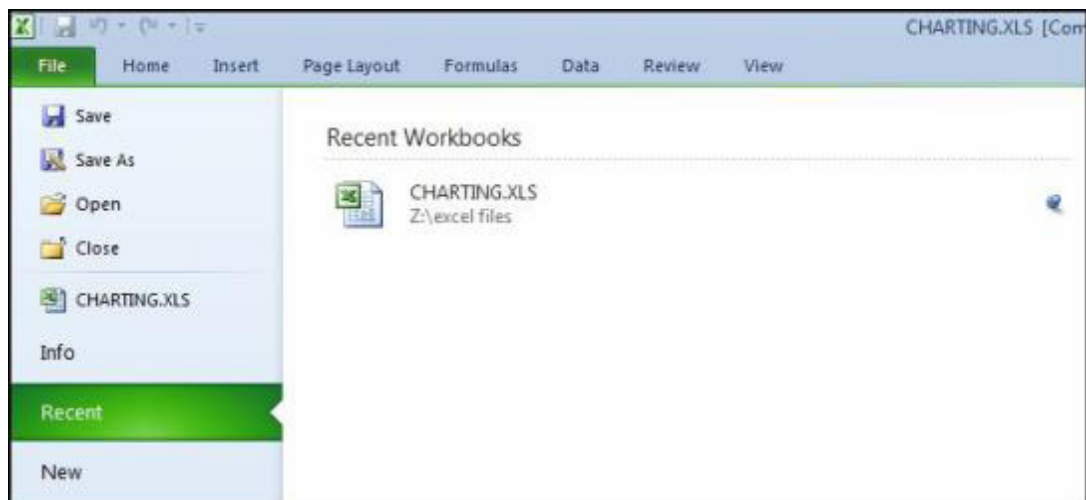 CHARTING.XLS [Com
File Home Insert Page Layout Formulas Data Review View
Save
Save As
Open
Close
CHARTING.XLS
Info
Recent
New
Recent Workbooks
CHARTING.XLS
Z:\excel files